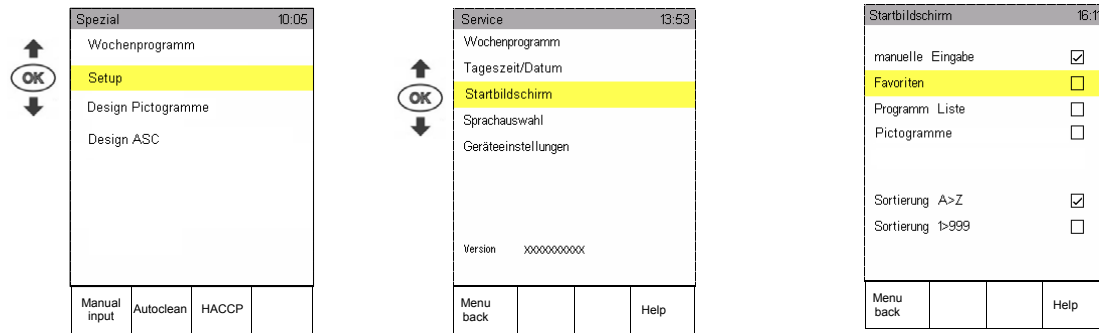 Spezial 10:05
Wochenprogramm
OK
Setup
Design Pictogramme
Design ASC
Manual input
Autoclean
HACCP
Service 13:53
Wochenprogramm
Tageszeit/Datum
OK
Startbildschirm
Sprachauswahl
Geräteeinstellungen
Version XXXXXXXXXX
Menu back
Help
Startbildschirm 16:11
manuelle Eingabe
Favoriten
Programm Liste
Pictogramme
Sortierung A>Z
Sortierung 1>999
Menu back
Help